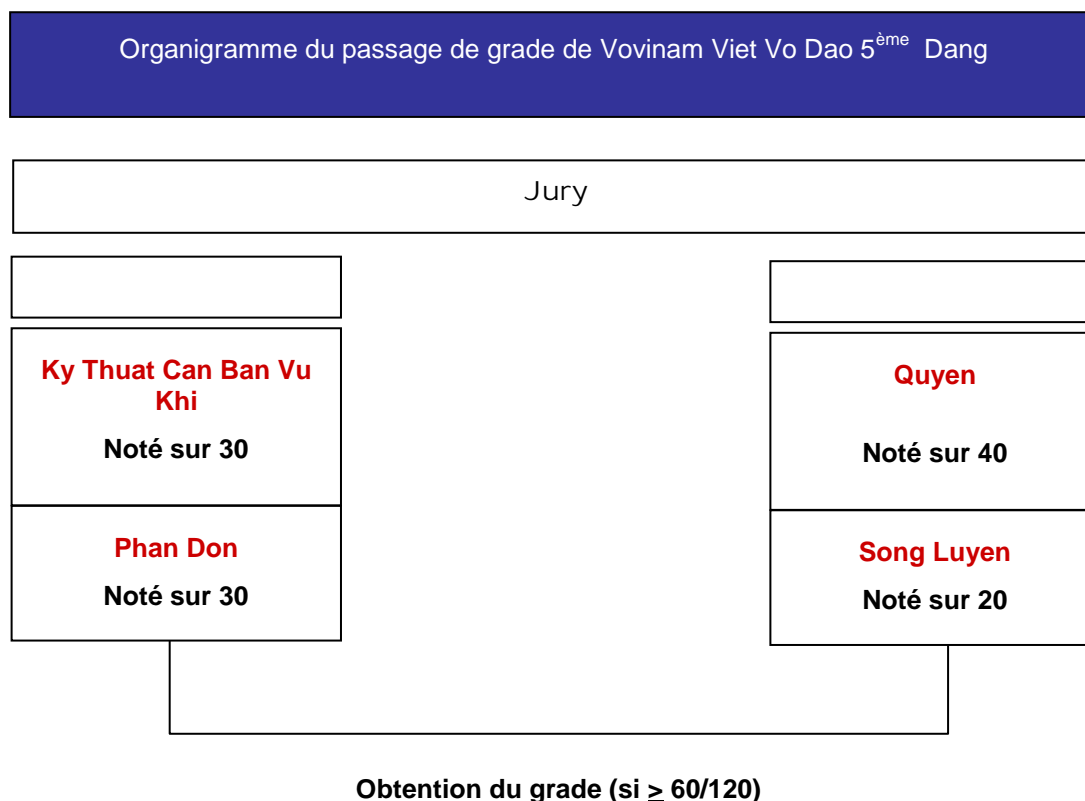 Organigramme du passage de grade de Vovinam Viet Vo Dao 5ème Dang
Jury
Ky Thuat Can Ban Vu
Khi
Noté sur 30
Phan Don
Noté sur 30
Quyen
Noté sur 40
Song Luyen
Noté sur 20
Obtention du grade (si ≥ 60/120)